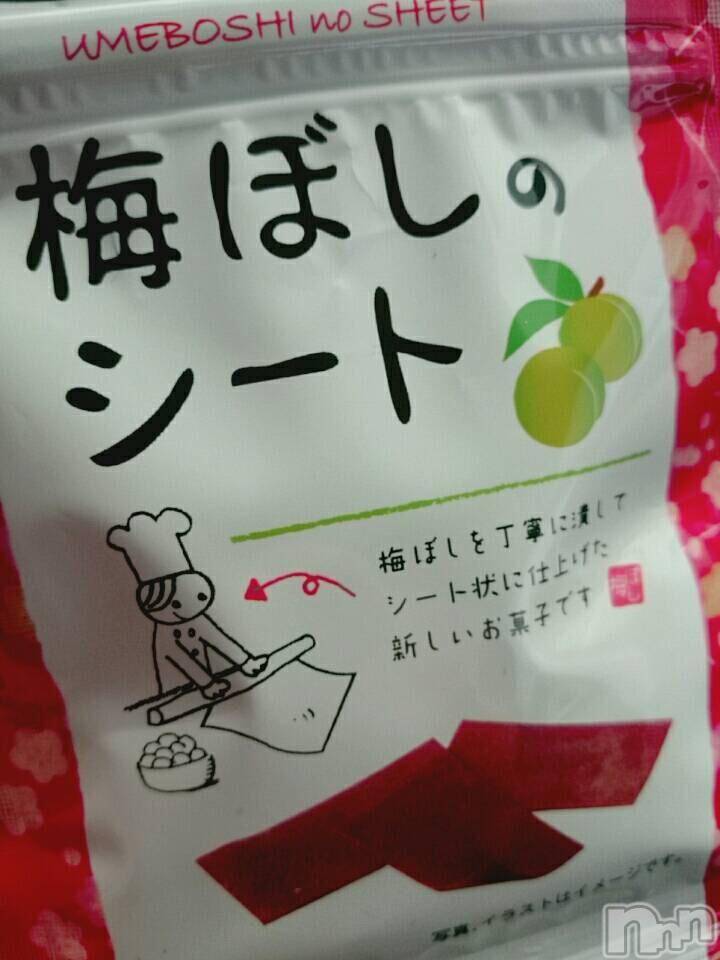 UMEBOSHI no SHEET
梅ぼしの
シート
梅ぼしを丁寧に潰して
シート状に仕上げた
新しいお菓子です
写真・イラストはイメージです。
nnn